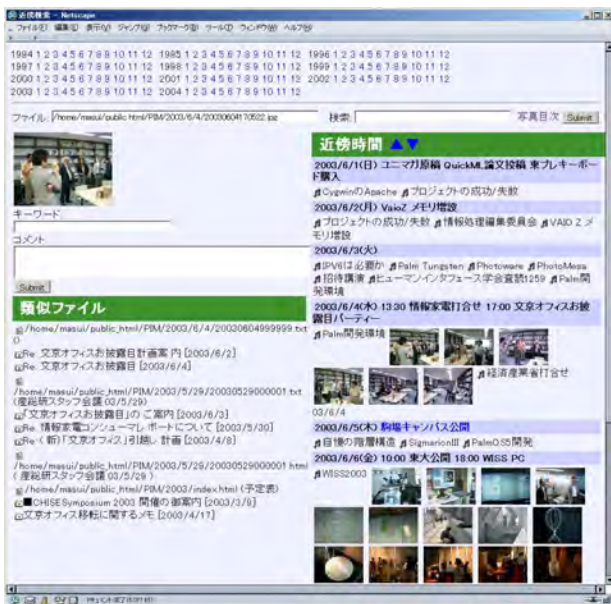 近傍検索 - Netscape
ファイル(F) 編集(E) 表示(V) ジャンプ(G) ブックマーク(B) ツール(T) ウィンドウ(W) ヘルプ(H)
1994 1 2 3 4 5 6 7 8 9 10 11 12 1995 1 2 3 4 5 6 7 8 9 10 11 12 1996 1 2 3 4 5 6 7 8 9 10 11 12
1997 1 2 3 4 5 6 7 8 9 10 11 12 1998 1 2 3 4 5 6 7 8 9 10 11 12 1999 1 2 3 4 5 6 7 8 9 10 11 12
2000 1 2 3 4 5 6 7 8 9 10 11 12 2001 1 2 3 4 5 6 7 8 9 10 11 12 2002 1 2 3 4 5 6 7 8 9 10 11 12
2003 1 2 3 4 5 6 7 8 9 10 11 12 2004 1 2 3 4 5 6 7 8 9 10 11 12
ファイル: /home/masui/public_html/PIM/2003/6/4/20030604170522.jpg 検索: 写真目次 Submit
キーワード
コメント
Submit
類似ファイル
/home/masui/public_html/PIM/2003/6/4/20030604999999.txt
()
Re: 文京オフィスお披露目計画案内 [2003/6/2]
Re: 文京オフィスお披露目 [2003/6/4]
/home/masui/public_html/PIM/2003/5/29/20030529000001.txt
(産総研スタッフ会議 03/5/29)
「文京オフィスお披露目」のご案内 [2003/6/3]
Re: 情報家電コンシューマレポートについて [2003/5/30]
Re: (新)「文京オフィス」引越し計画 [2003/4/8]
/home/masui/public_html/PIM/2003/5/29/20030529000001.html
(産総研スタッフ会議 03/5/29)
/home/masui/public_html/PIM/2003/index.html (予定表)
■CHISESymposium 2003 開催の御案内 [2003/3/9]
文京オフィス移転に関するメモ [2003/4/17]
近傍時間 ▲▼
2003/6/1(日) ユニマガ原稿 QuickML論文投稿 東プレキーボー
ド購入
CygwinのApache プロジェクトの成功/失敗
2003/6/2(月) VaioZ メモリ増設
プロジェクトの成功/失敗 情報処理編集委員会 VAIO Z メ
モリ増設
2003/6/3(火)
IPV6は必要か Palm Tungsten Photoware PhotoMesa
招待講演 ヒューマンインタフェース学会査読1259 Palm開
発環境
2003/6/4(水) 13:30 情報家電打合せ 17:00 文京オフィスお披
露目パーティー
Palm開発環境
経済産業省打合せ
03/6/4
2003/6/5(木) 駒場キャンパス公開
自慢の階層構造 SigmarionIII PalmOS5開発
2003/6/6(金) 10:00 東大公開 18:00 WISS PC
WISS2003